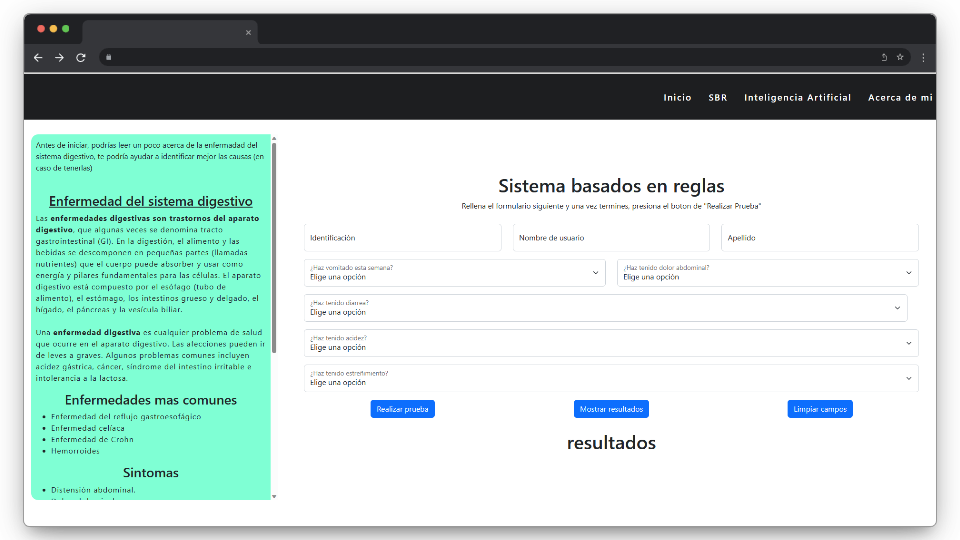 Inicio SBR Inteligencia Artificial Acerca de mi
Antes de iniciar, podrías leer un poco acerca de la enfermadad del
sistema digestivo, te podría ayudar a identificar mejor las causas (en
caso de tenerlas)
Enfermedad del sistema digestivo
Las enfermedades digestivas son trastornos del aparato
digestivo, que algunas veces se denomina tracto
gastrointestinal (GI). En la digestión, el alimento y las
bebidas se descomponen en pequeñas partes (llamadas
nutrientes) que el cuerpo puede absorber y usar como
energía y pilares fundamentales para las células. El aparato
digestivo está compuesto por el esófago (tubo de
alimento), el estómago, los intestinos grueso y delgado, el
hígado, el páncreas y la vesícula biliar.
Una enfermedad digestiva es cualquier problema de salud
que ocurre en el aparato digestivo. Las afecciones pueden ir
de leves a graves. Algunos problemas comunes incluyen
acidez gástrica, cáncer, síndrome del intestino irritable e
intolerancia a la lactosa.
Enfermedades mas comunes
Enfermedad del reflujo gastroesofágico
Enfermedad celíaca
Enfermedad de Crohn
Hemorroides
Sintomas
Distensión abdominal.
Sistema basados en reglas
Rellena el formulario siguiente y una vez termines, presiona el boton de "Realizar Prueba"
Identificación Nombre de usuario Apellido
¿Haz vomitado esta semana? ¿Haz tenido dolor abdominal?
Elige una opción Elige una opción
¿Haz tenido diarrea?
Elige una opción
¿Haz tenido acidez?
Elige una opción
¿Haz tenido estreñimiento?
Elige una opción
Realizar prueba Mostrar resultados Limpiar campos
resultados